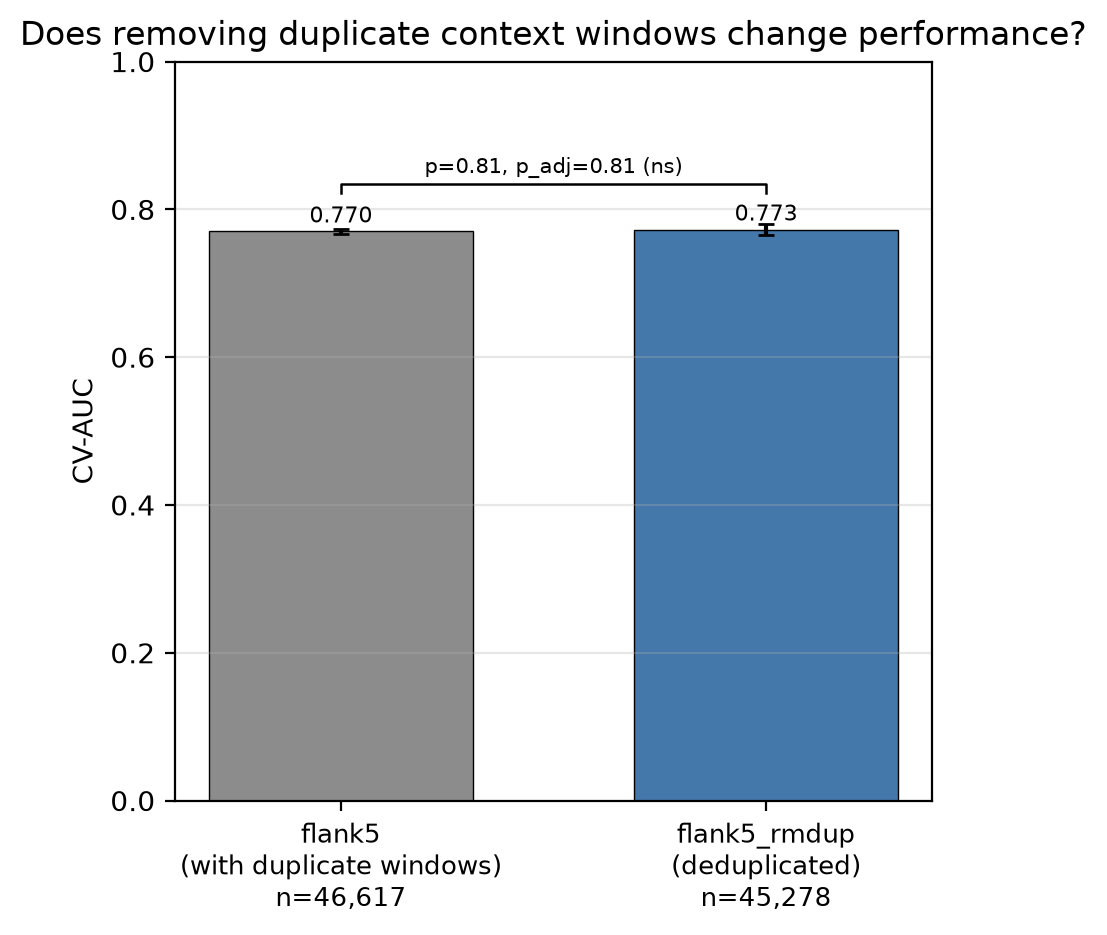 Does removing duplicate context windows change performance?
1.0
p=0.81, p_adj=0.81 (ns)
0.8
0.770
0.773
0.6
CV-AUC
0.4
0.2
0.0
flank5
(with duplicate windows)
n=46,617
flank5_rmdup
(deduplicated)
n=45,278